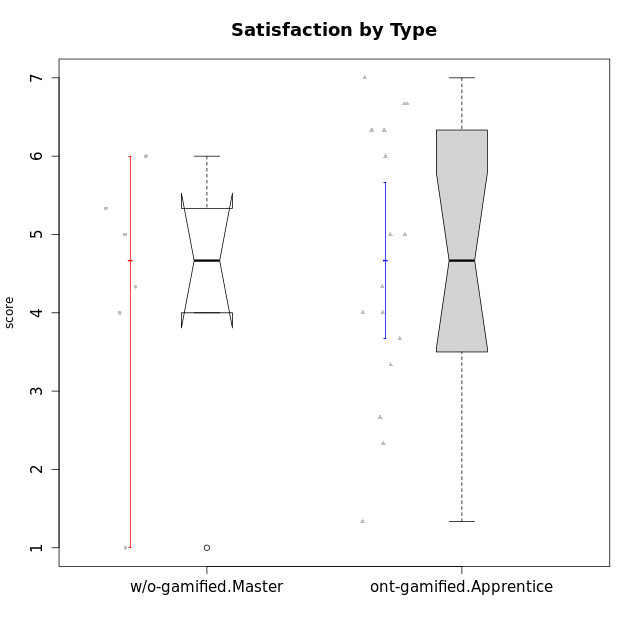 Satisfaction by Type
score
7
6
5
4
3
2
1
w/o-gamified.Master
ont-gamified.Apprentice